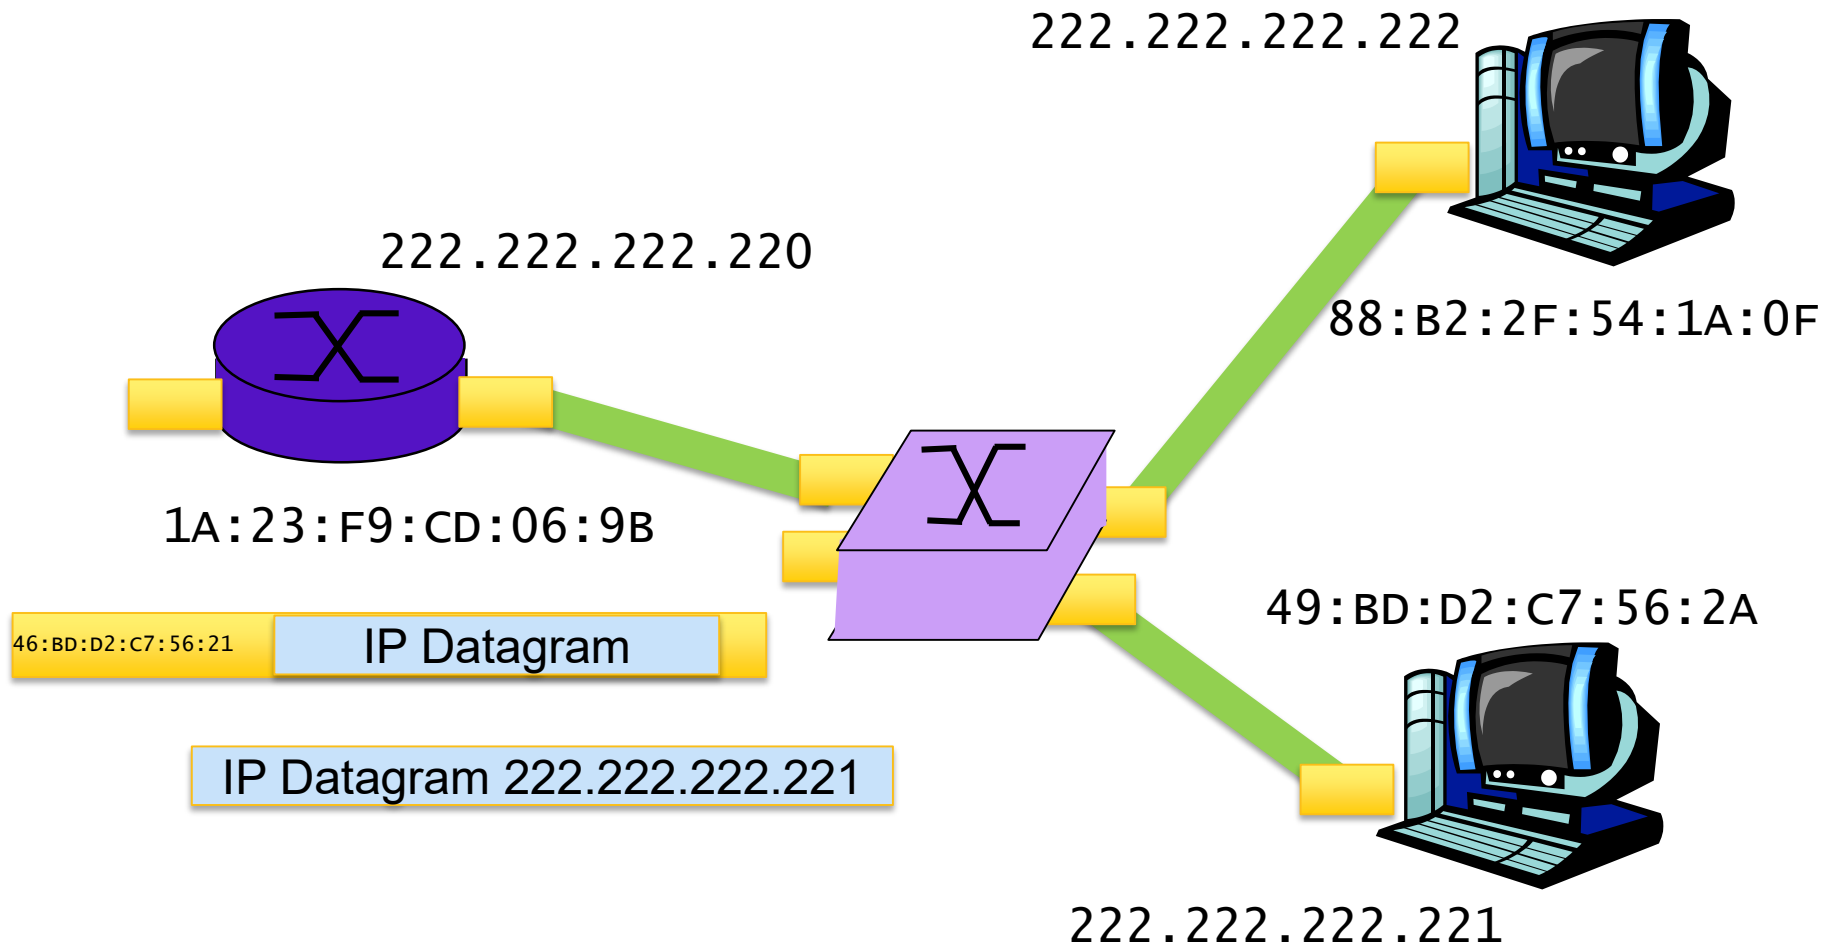 222.222.222.222
222.222.222.220
88:B2:2F:54:1A:0F
1A:23:F9:CD:06:9B
49:BD:D2:C7:56:2A
46:BD:D2:C7:56:21
IP Datagram
IP Datagram 222.222.222.221
222.222.222.221